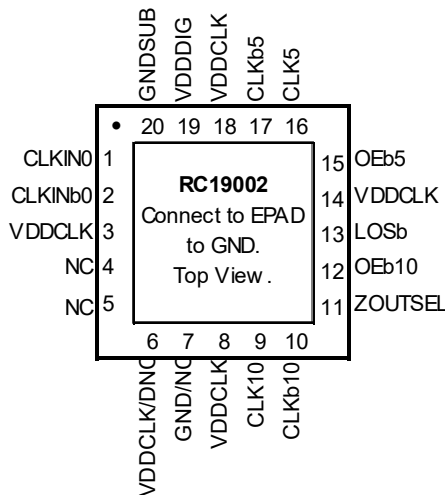 GNDSUB
VDDDIG
VDDCLK
CLKb5
CLK5
20 19 18 17 16
CLKIN0 1
CLKINb0 2
VDDCLK 3
NC 4
NC 5
RC19002
Connect to EPAD
to GND.
Top View .
15 OEb5
14 VDDCLK
13 LOSb
12 OEb10
11 ZOUTSEL
6 7 8 9 10
VDDCLK/DNC
GND/NC
VDDCLK
CLK10
CLKb10